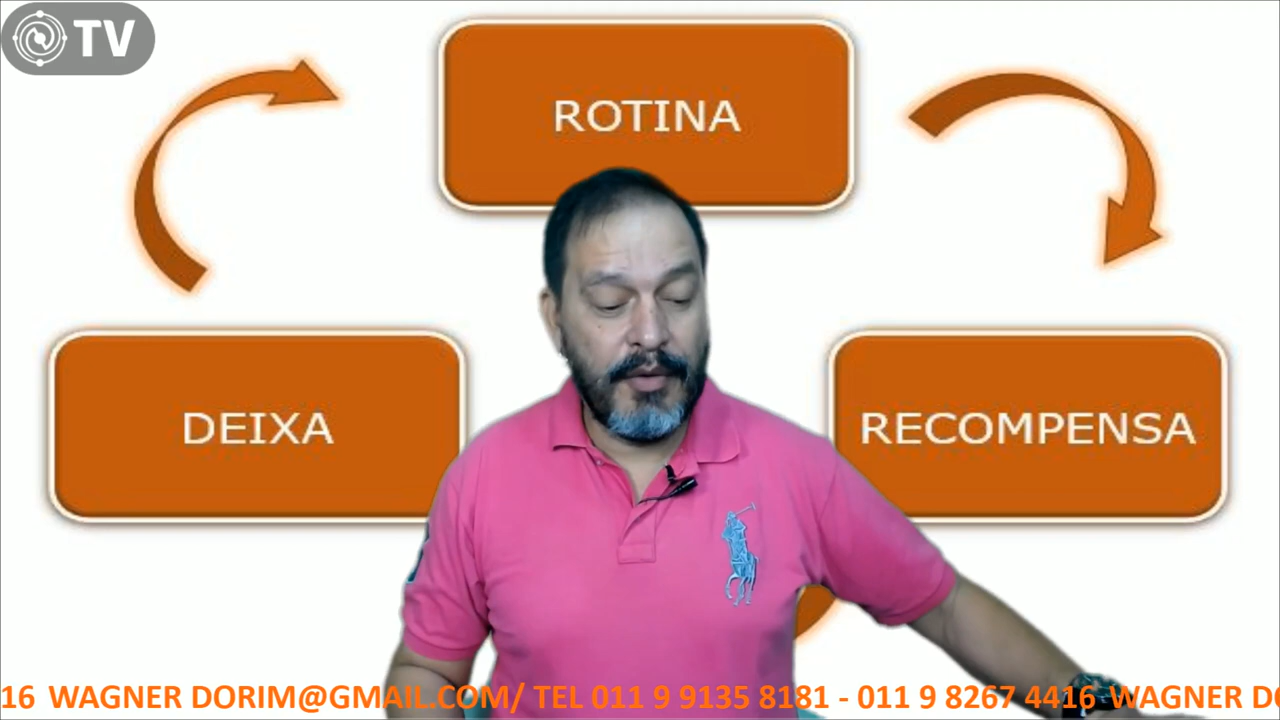 TV
ROTINA
DEIXA
RECOMPENSA
16 WAGNER DORIM@GMAIL.COM/ TEL 011 9 9135 8181 - 011 9 8267 4416 WAGNER DO